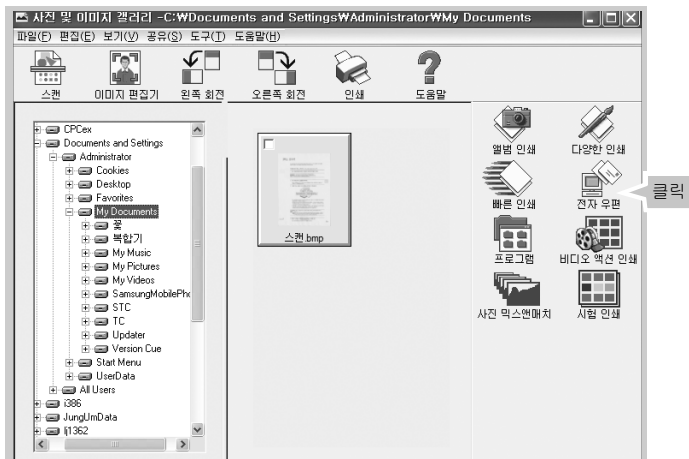 사진 및 이미지 갤러리 -C:₩Documents and Settings₩Administrator₩My Documents
파일(F) 편집(E) 보기(V) 공유(S) 도구(T) 도움말(H)
스캔 이미지 편집기 왼쪽 회전 오른쪽 회전 인쇄 도움말
CPCex
Documents and Settings
Administrator
Cookies
Desktop
Favorites
My Documents
꽃
복합기
My Music
My Pictures
My Videos
SamsungMobilePho
STC
TC
Updater
Version Cue
Start Menu
UserData
All Users
i386
JungUmData
lj1362
스캔.bmp
앨범 인쇄 다양한 인쇄
빠른 인쇄 전자 우편
클릭
프로그램 비디오 액션 인쇄
사진 믹스앤매치 시험 인쇄